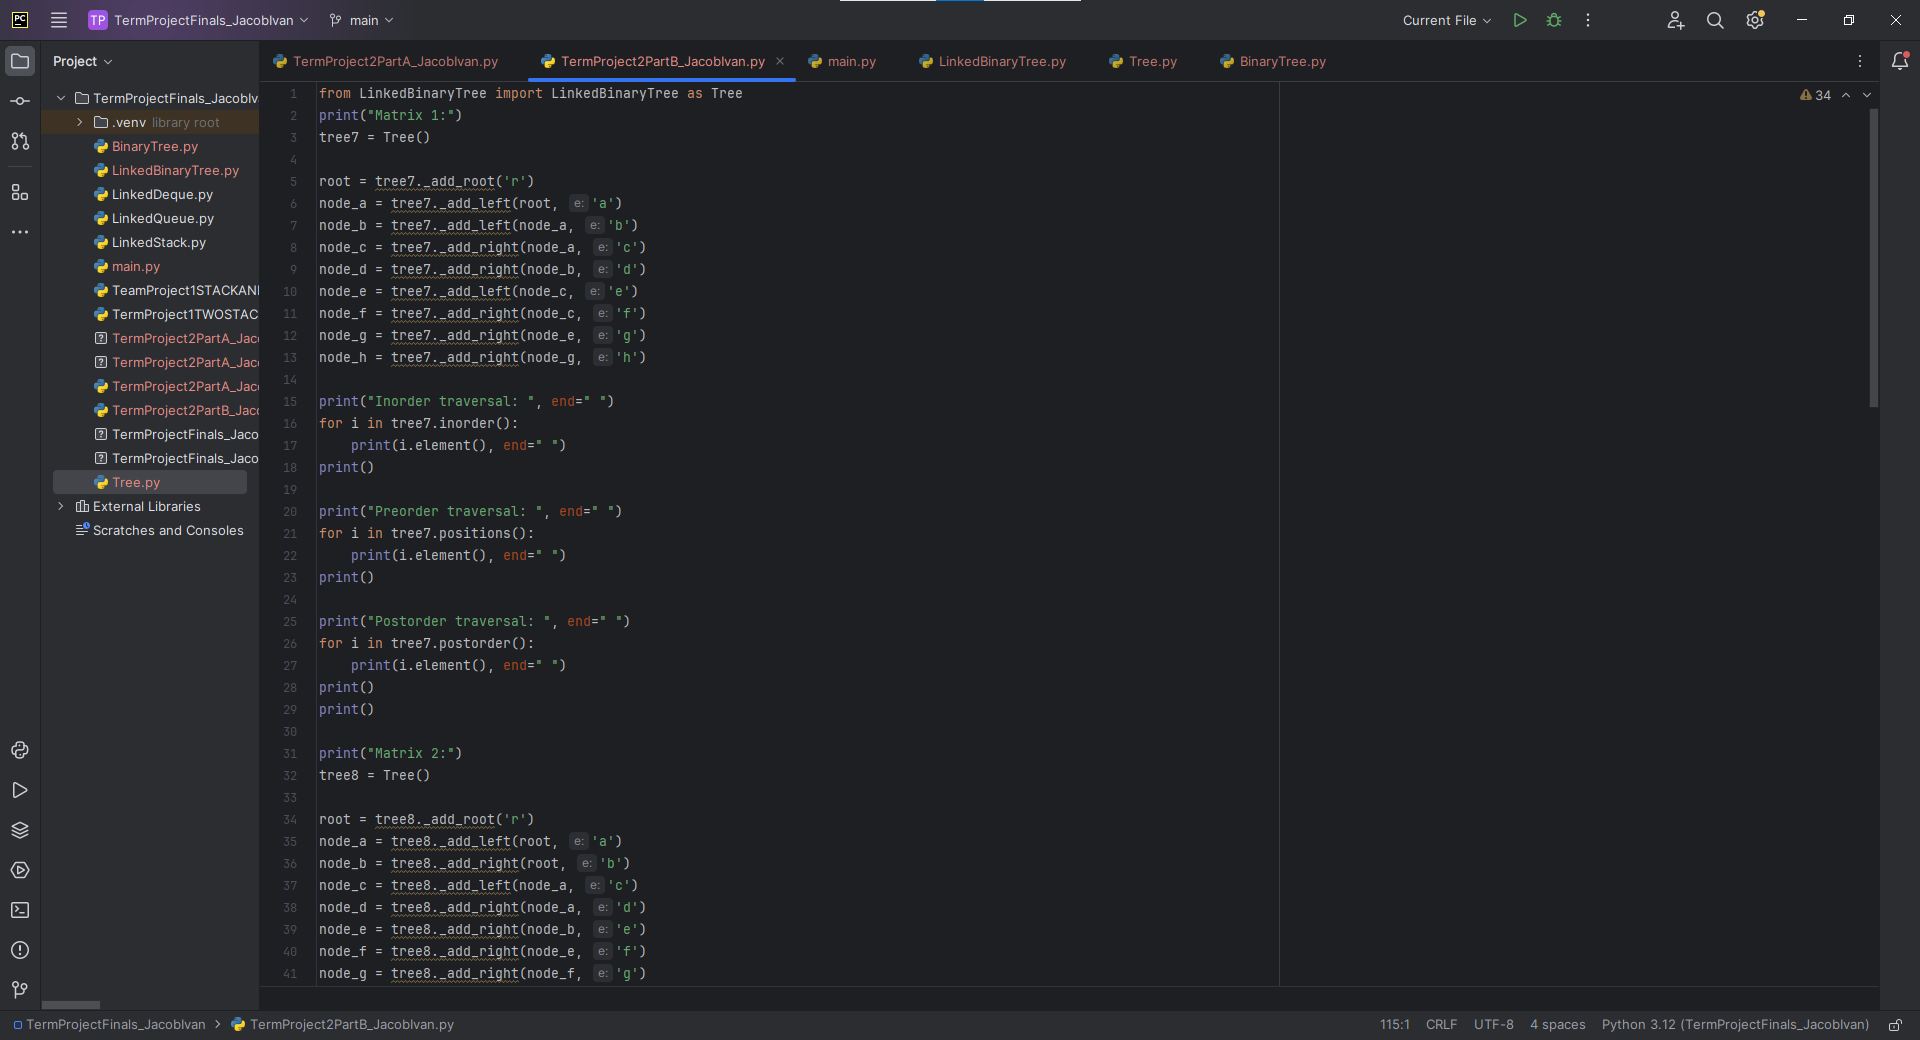 PC TP TermProjectFinals_JacobIvan main Current File
Project TermProject2PartA_JacobIvan.py TermProject2PartB_JacobIvan.py main.py LinkedBinaryTree.py Tree.py BinaryTree.py
TermProjectFinals_JacobIv
.venv library root
BinaryTree.py
LinkedBinaryTree.py
LinkedDeque.py
LinkedQueue.py
LinkedStack.py
main.py
TeamProject1STACKAN
TermProject1TWOSTAC
TermProject2PartA_Jaco
TermProject2PartA_Jaco
TermProject2PartA_Jaco
TermProject2PartB_Jaco
TermProjectFinals_Jaco
TermProjectFinals_Jaco
Tree.py
External Libraries
Scratches and Consoles
34
1 from LinkedBinaryTree import LinkedBinaryTree as Tree
2 print("Matrix 1:")
3 tree7 = Tree()
4
5 root = tree7._add_root('r')
6 node_a = tree7._add_left(root, e: 'a')
7 node_b = tree7._add_left(node_a, e: 'b')
8 node_c = tree7._add_right(node_a, e: 'c')
9 node_d = tree7._add_right(node_b, e: 'd')
10 node_e = tree7._add_left(node_c, e: 'e')
11 node_f = tree7._add_right(node_c, e: 'f')
12 node_g = tree7._add_right(node_e, e: 'g')
13 node_h = tree7._add_right(node_g, e: 'h')
14
15 print("Inorder traversal: ", end=" ")
16 for i in tree7.inorder():
17 print(i.element(), end=" ")
18 print()
19
20 print("Preorder traversal: ", end=" ")
21 for i in tree7.positions():
22 print(i.element(), end=" ")
23 print()
24
25 print("Postorder traversal: ", end=" ")
26 for i in tree7.postorder():
27 print(i.element(), end=" ")
28 print()
29 print()
30
31 print("Matrix 2:")
32 tree8 = Tree()
33
34 root = tree8._add_root('r')
35 node_a = tree8._add_left(root, e: 'a')
36 node_b = tree8._add_right(root, e: 'b')
37 node_c = tree8._add_left(node_a, e: 'c')
38 node_d = tree8._add_right(node_a, e: 'd')
39 node_e = tree8._add_right(node_b, e: 'e')
40 node_f = tree8._add_right(node_e, e: 'f')
41 node_g = tree8._add_right(node_f, e: 'g')
TermProjectFinals_JacobIvan TermProject2PartB_JacobIvan.py 115:1 CRLF UTF-8 4 spaces Python 3.12 (TermProjectFinals_JacobIvan)